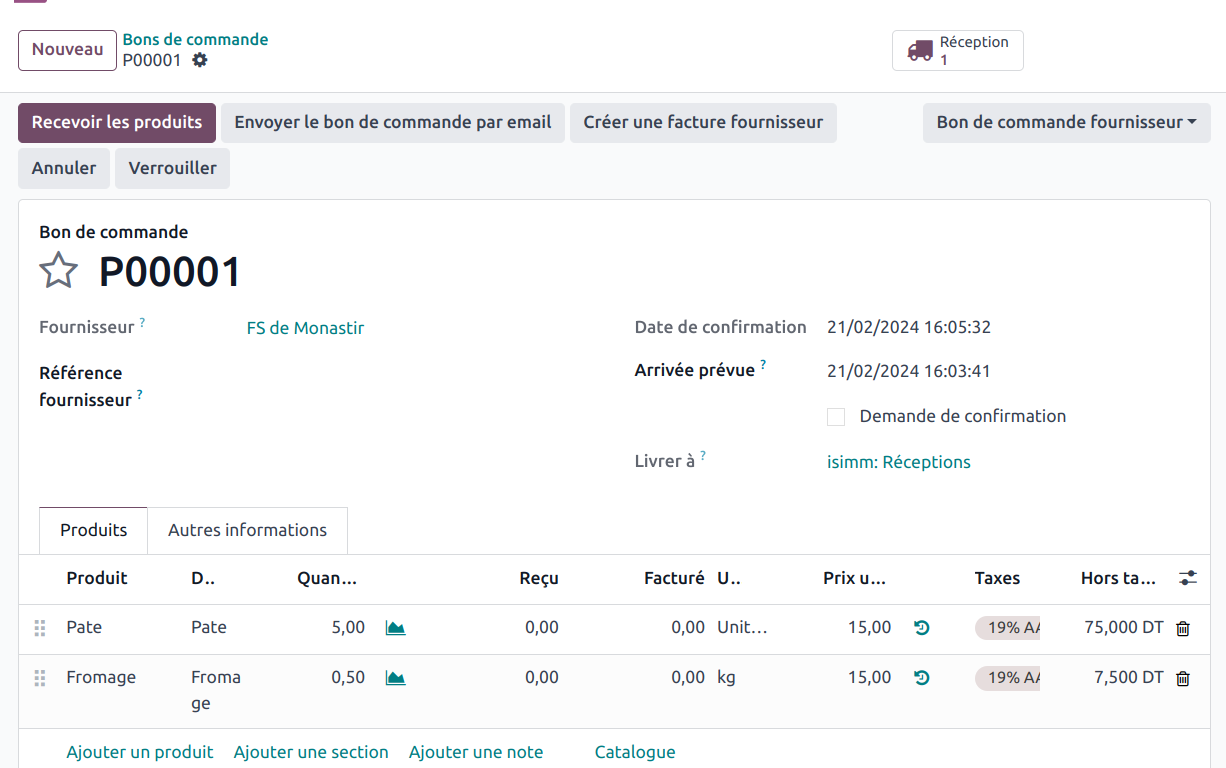 Nouveau
Bons de commande
P00001
Réception
1
Recevoir les produits
Envoyer le bon de commande par email
Créer une facture fournisseur
Bon de commande fournisseur
Annuler
Verrouiller
Bon de commande
P00001
Fournisseur ?
FS de Monastir
Référence
fournisseur ?
Date de confirmation
21/02/2024 16:05:32
Arrivée prévue ?
21/02/2024 16:03:41
Demande de confirmation
Livrer à ?
isimm: Réceptions
Produits
Autres informations
Produit D.. Quan... Reçu Facturé U.. Prix u... Taxes Hors ta...
Pate Pate 5,00 0,00 0,00 Unit... 15,00 19% AA 75,000 DT
Fromage Froma 0,50 0,00 0,00 kg 15,00 19% AA 7,500 DT
ge
Ajouter un produit Ajouter une section Ajouter une note Catalogue